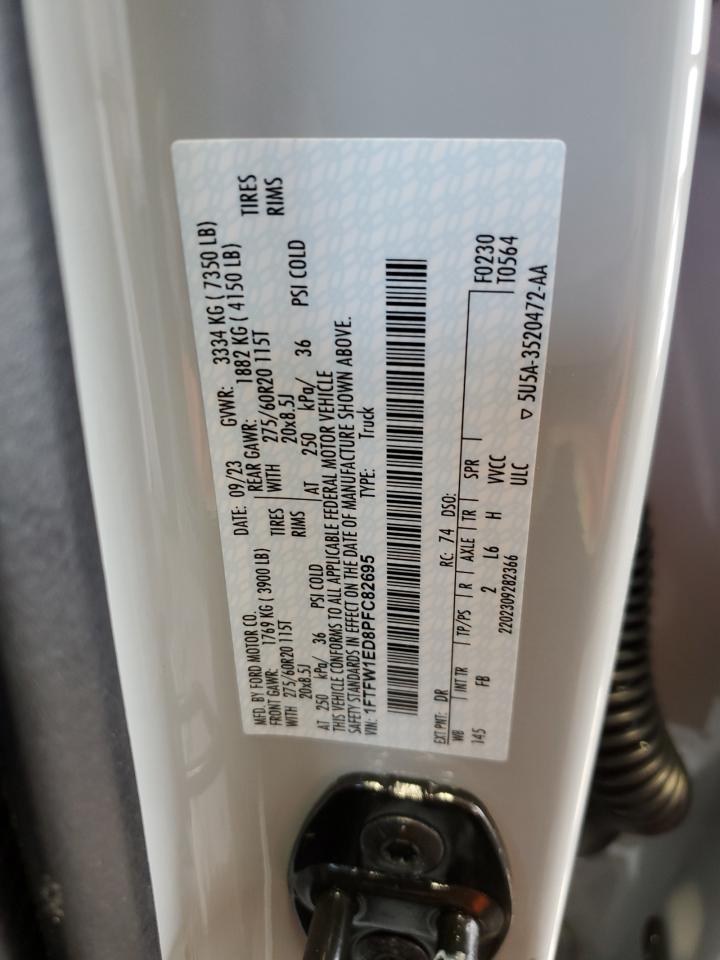 MFD. BY FORD MOTOR CO. DATE: 09/23 GVWR: 3334 KG ( 7350 LB)
FRONT GAWR: 1769 KG ( 3900 LB) REAR GAWR: 1882 KG ( 4150 LB)
WITH 275/60R20 115T TIRES WITH 275/60R20 115T TIRES
20x8.5J RIMS 20x8.5J RIMS
AT 250 kPa/ 36 PSI COLD AT 250 kPa/ 36 PSI COLD
THIS VEHICLE CONFORMS TO ALL APPLICABLE FEDERAL MOTOR VEHICLE
SAFETY STANDARDS IN EFFECT ON THE DATE OF MANUFACTURE SHOWN ABOVE.
VIN: 1FTFW1ED8PFC82695 TYPE: Truck
EXT PNT: DR RC: 74 DSO: F0230
WB INT TR TP/PS R AXLE TR SPR T0564
145 FB 2 L6 H VVCC
2202309282366 ULC ▽ 5U5A-3520472-AA